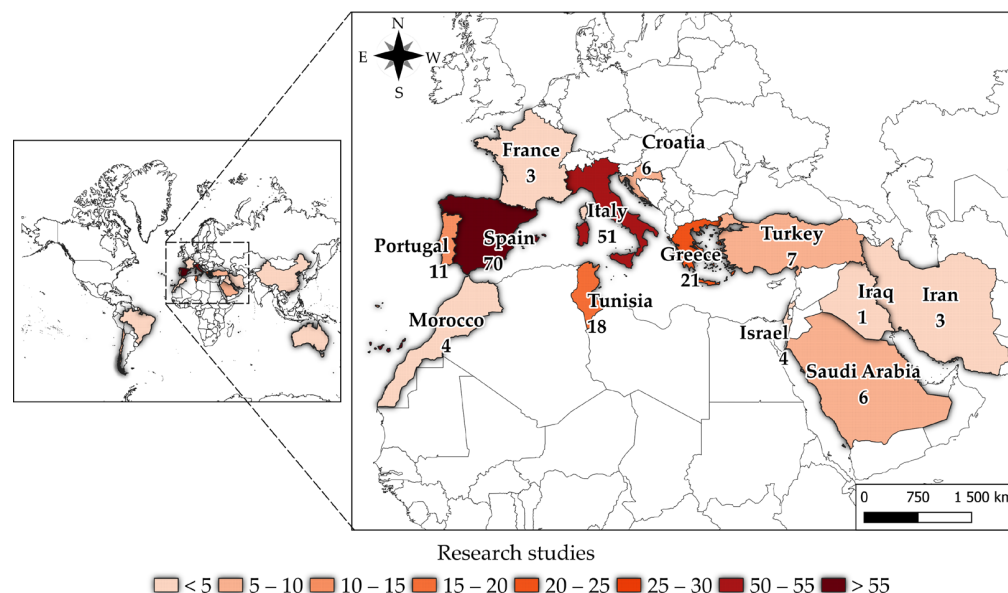 N
E W
S
France
3
Croatia
6
Italy
51
Portugal
11
Spain
70
Greece
21
Turkey
7
Tunisia
18
Morocco
4
Iraq
1
Iran
3
Israel
4
Saudi Arabia
6
0 750 1 500 km
Research studies
< 5 5 – 10 10 – 15 15 – 20 20 – 25 25 – 30 50 – 55 > 55